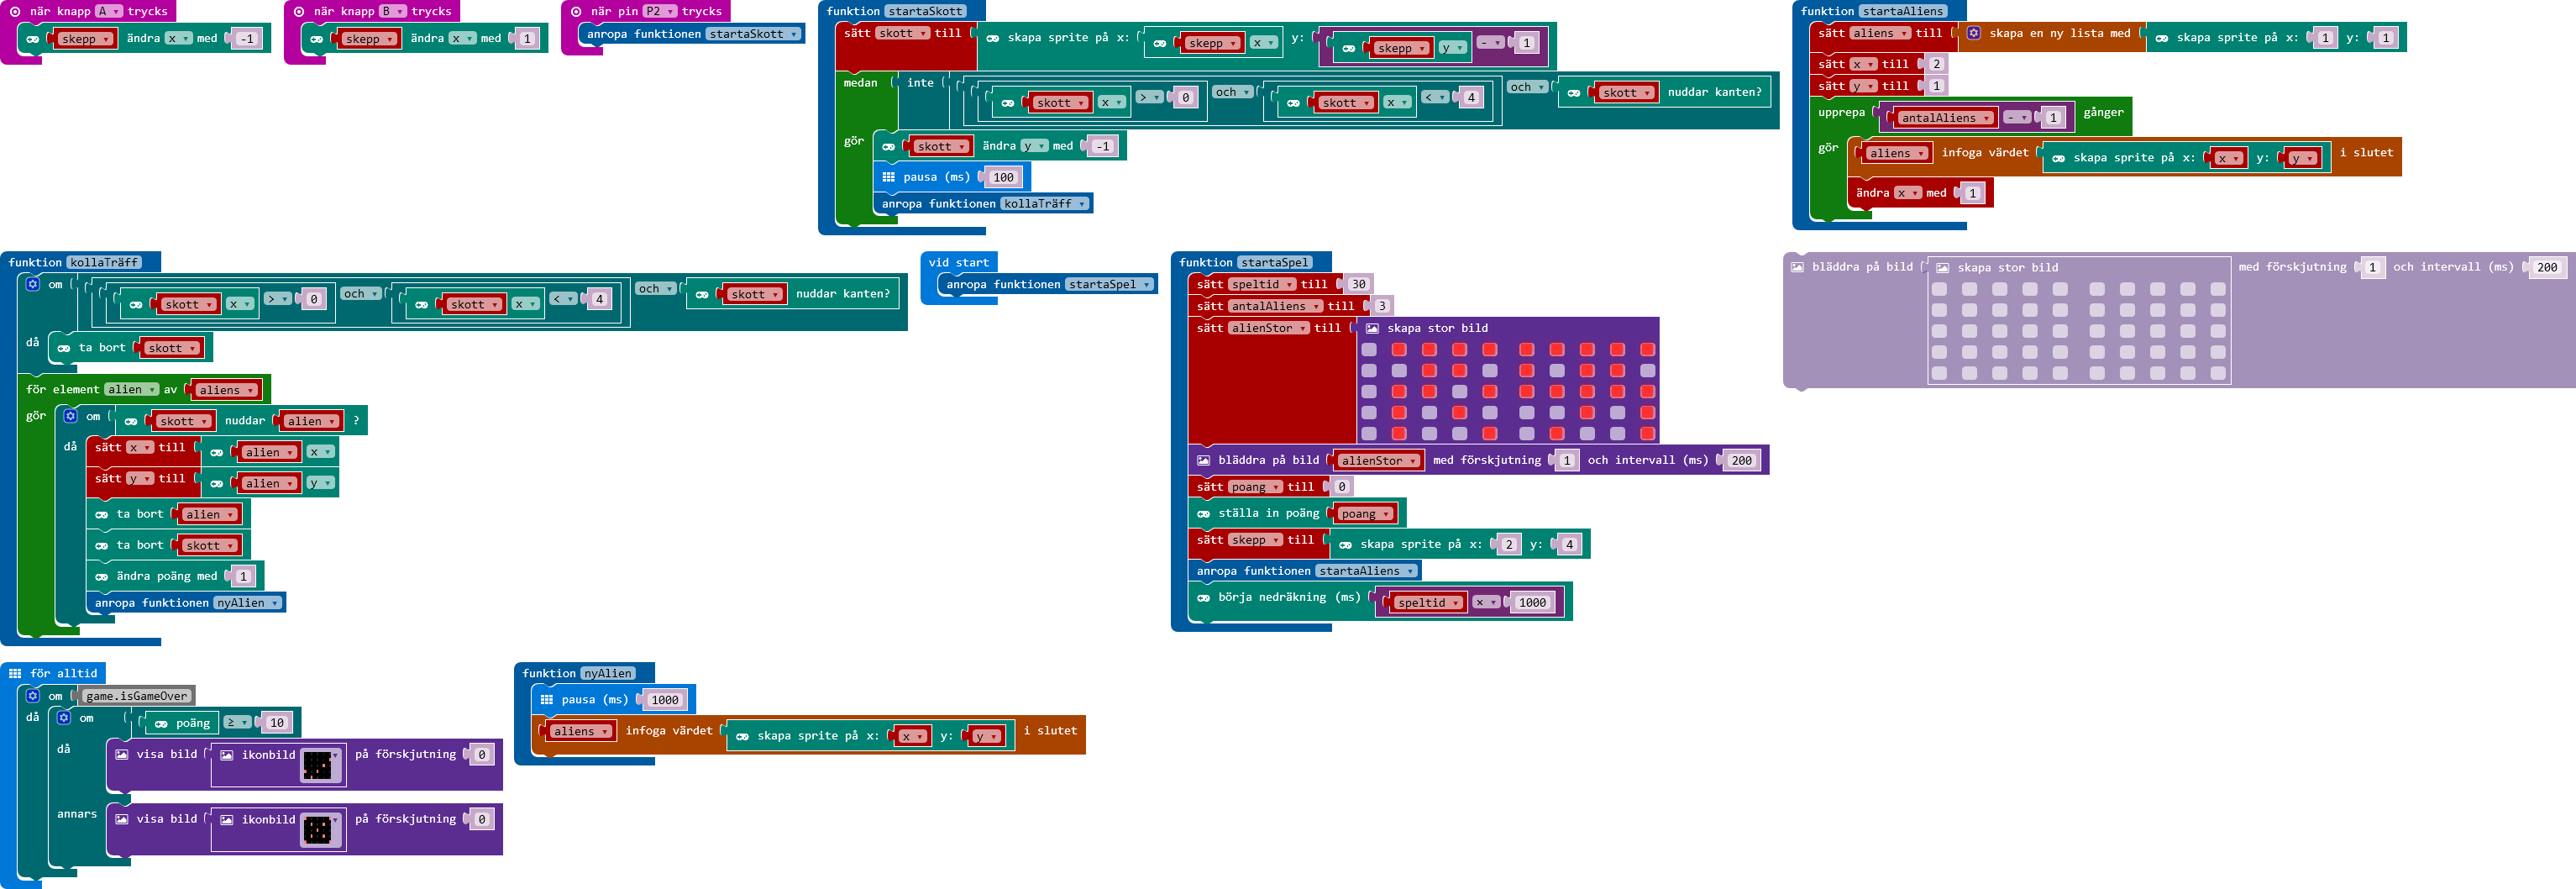 när knapp A trycks
skepp ändra x med -1
när knapp B trycks
skepp ändra x med 1
när pin P2 trycks
anropa funktionen startaSkott
funktion startaSkott
sätt skott till skapa sprite på x: skepp x y: skepp y - 1
medan inte skott x > 0 och skott x < 4 och skott nuddar kanten?
gör skott ändra y med -1
pausa (ms) 100
anropa funktionen kollaTräff
funktion startaAliens
sätt aliens till skapa en ny lista med skapa sprite på x: 1 y: 1
sätt x till 2
sätt y till 1
upprepa antalAliens - 1 gånger
gör aliens infoga värdet skapa sprite på x: x y: y i slutet
ändra x med 1
funktion kollaTräff
om skott x > 0 och skott x < 4 och skott nuddar kanten?
då ta bort skott
för element alien av aliens
gör om skott nuddar alien ?
då sätt x till alien x
sätt y till alien y
ta bort alien
ta bort skott
ändra poäng med 1
anropa funktionen nyAlien
vid start
anropa funktionen startaSpel
funktion startaSpel
sätt speltid till 30
sätt antalAliens till 3
sätt alienStor till skapa stor bild
bläddra på bild alienStor med förskjutning 1 och intervall (ms) 200
sätt poang till 0
ställa in poäng poang
sätt skepp till skapa sprite på x: 2 y: 4
anropa funktionen startaAliens
börja nedräkning (ms) speltid × 1000
bläddra på bild skapa stor bild med förskjutning 1 och intervall (ms) 200
för alltid
om game.isGameOver
då om poäng ≥ 10
då visa bild ikonbild på förskjutning 0
annars visa bild ikonbild på förskjutning 0
funktion nyAlien
pausa (ms) 1000
aliens infoga värdet skapa sprite på x: x y: y i slutet